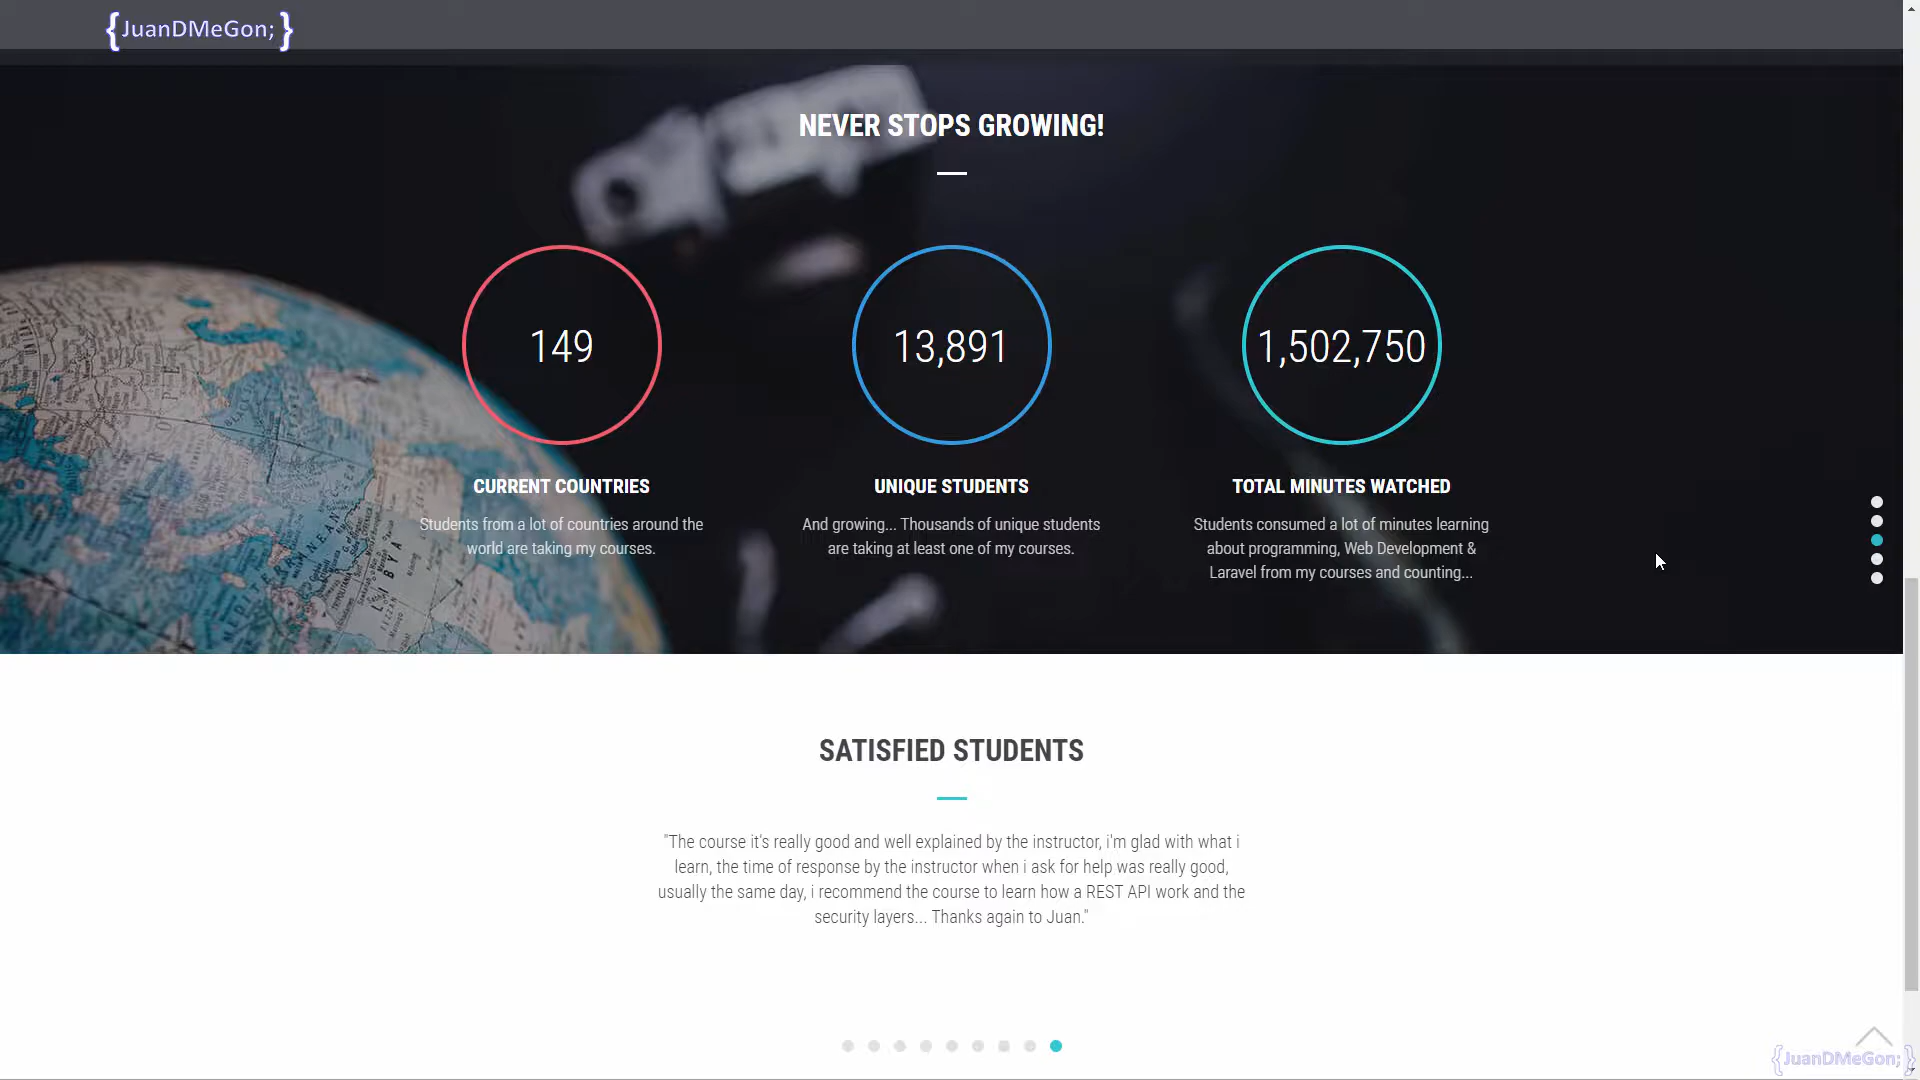 {JuanDMeGon;}
NEVER STOPS GROWING!
149
13,891
1,502,750
CURRENT COUNTRIES
UNIQUE STUDENTS
TOTAL MINUTES WATCHED
Students from a lot of countries around the
world are taking my courses.
And growing... Thousands of unique students
are taking at least one of my courses.
Students consumed a lot of minutes learning
about programming, Web Development &
Laravel from my courses and counting...
LIBYA
SATISFIED STUDENTS
"The course it's really good and well explained by the instructor, i'm glad with what i
learn, the time of response by the instructor when i ask for help was really good,
usually the same day, i recommend the course to learn how a REST API work and the
security layers... Thanks again to Juan."
{JuanDMeGon;}